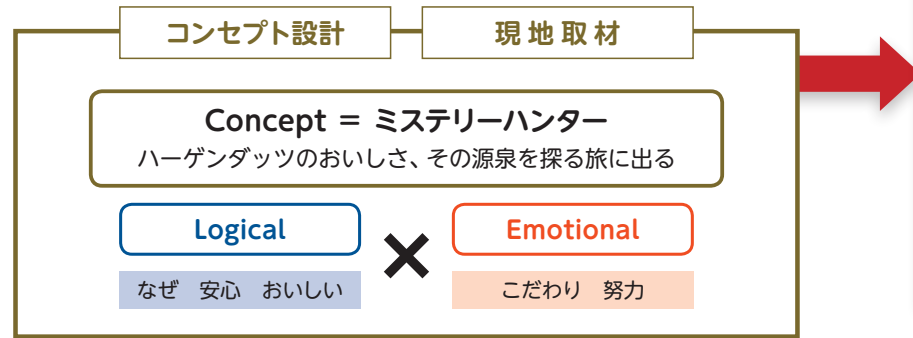 コンセプト設計
現地取材
Concept = ミステリーハンター
ハーゲンダッツのおいしさ、その源泉を探る旅に出る
Logical
×
Emotional
なぜ 安心 おいしい
こだわり 努力